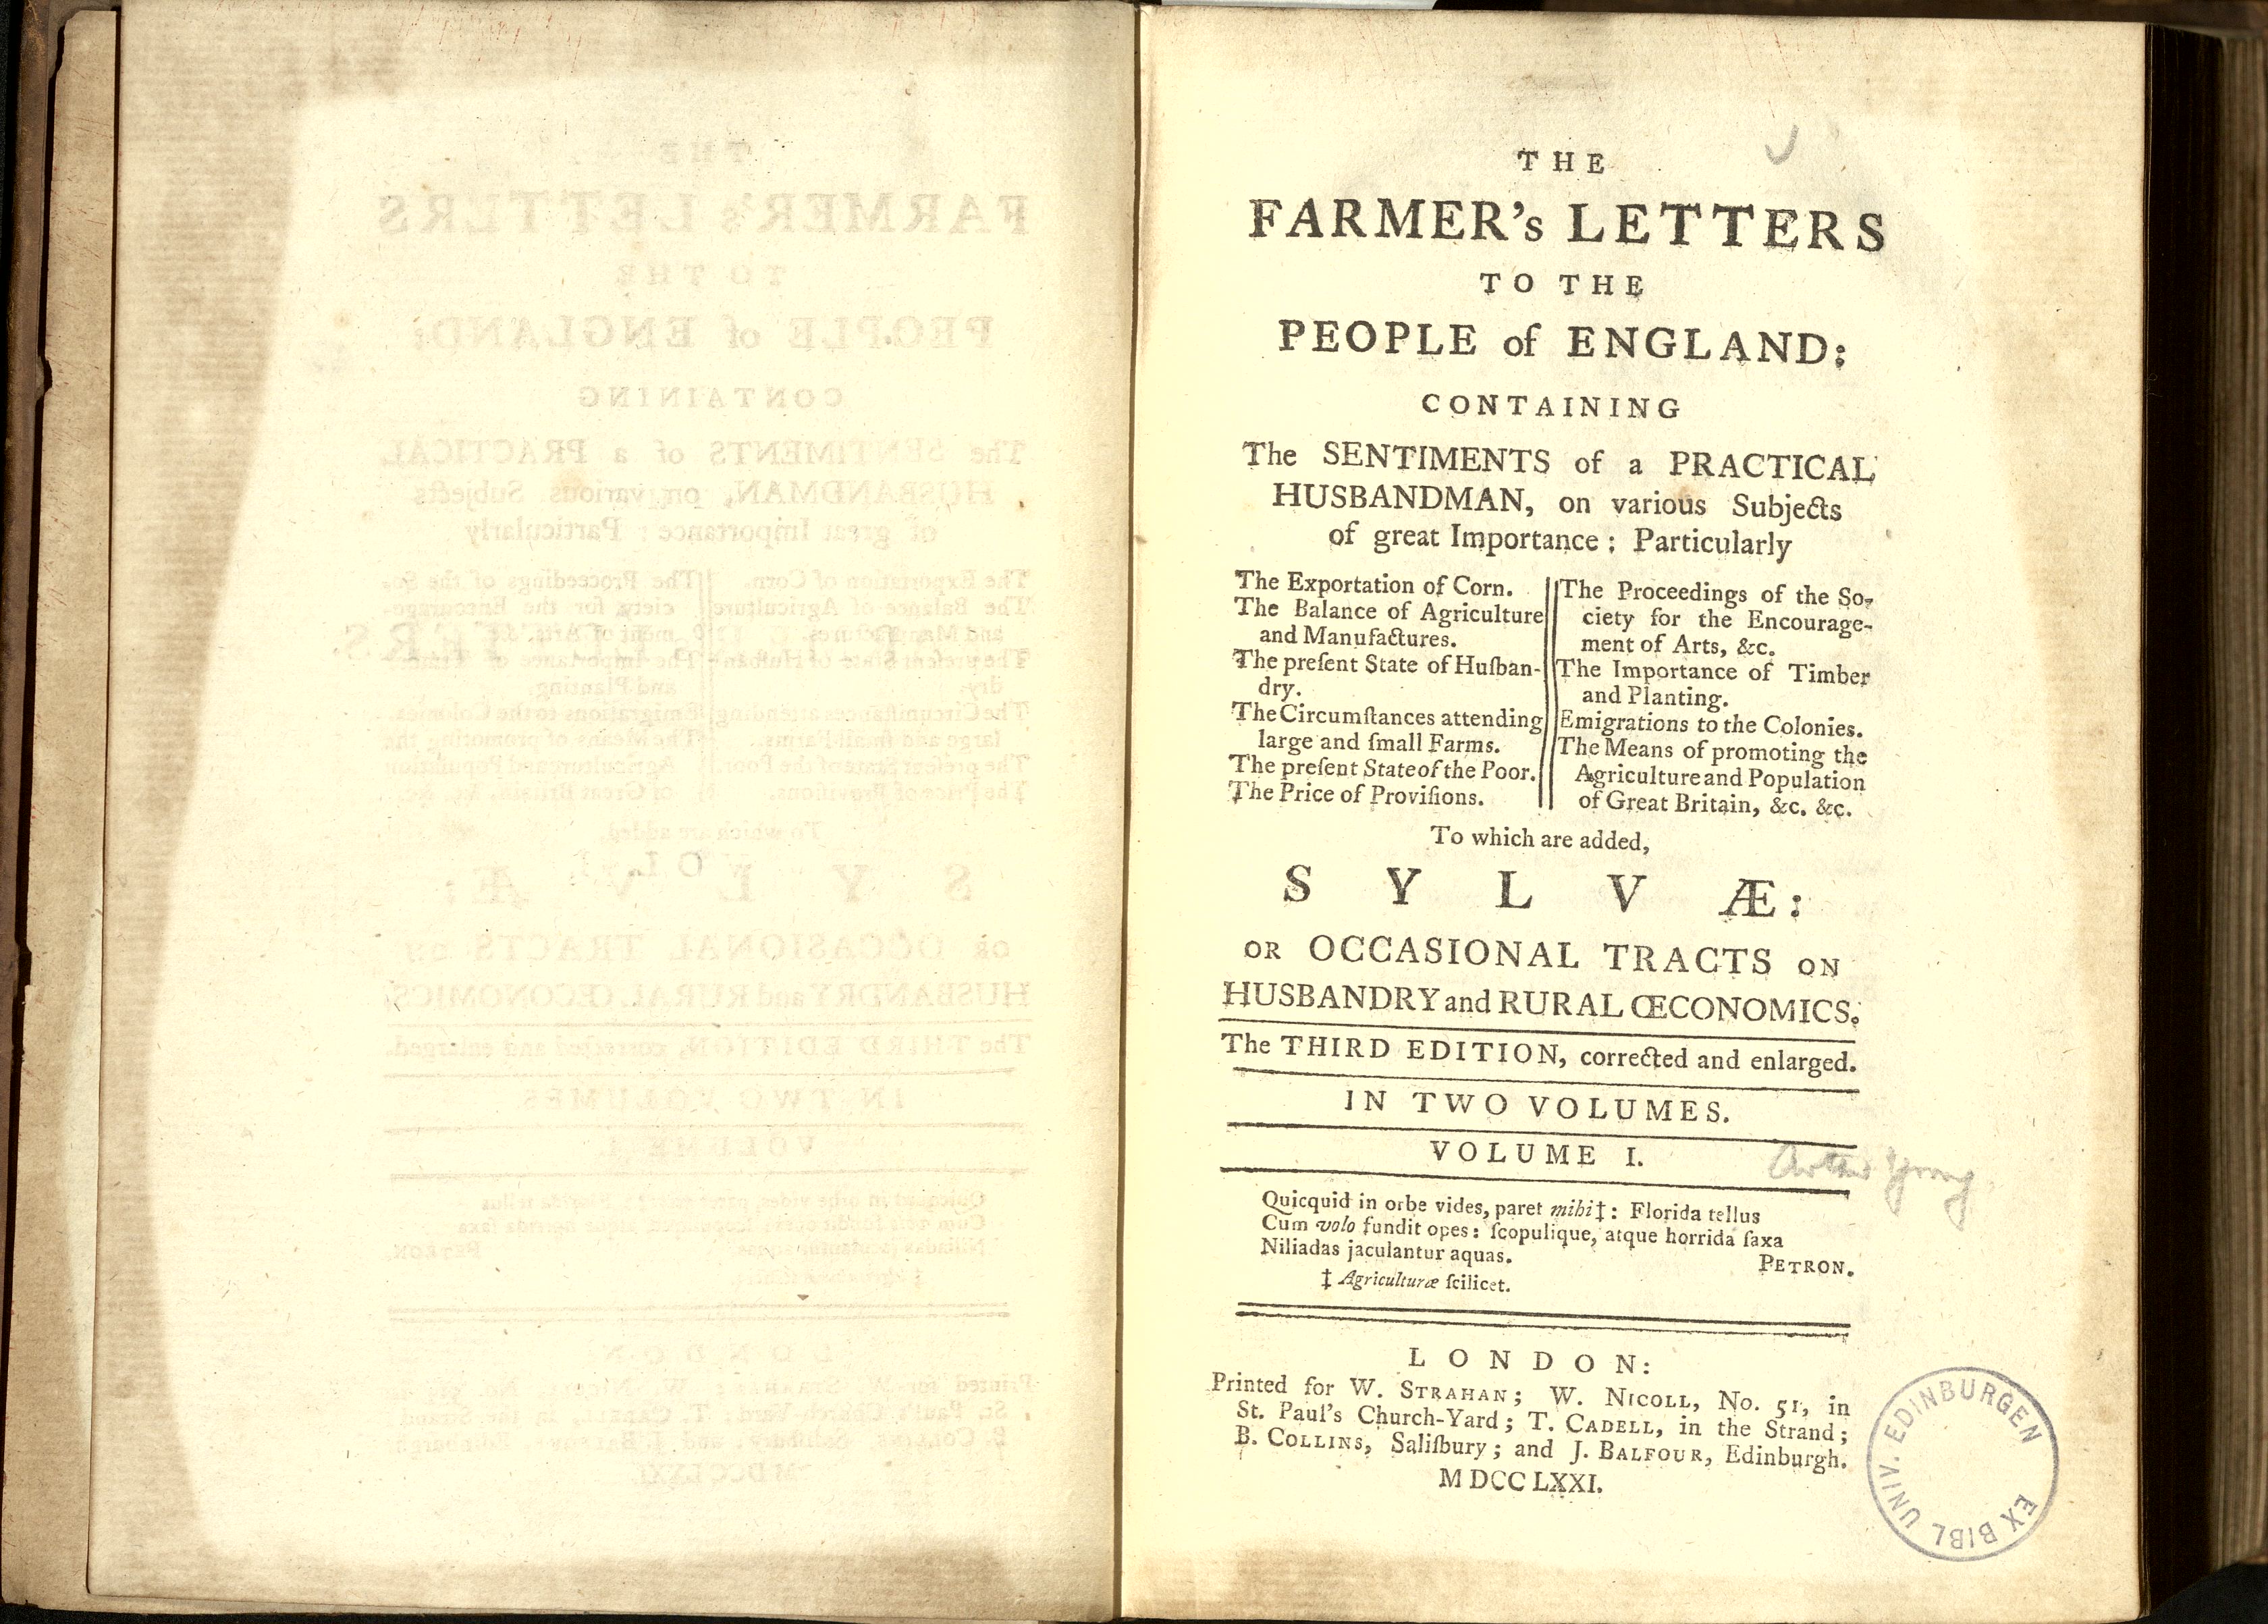 THE
FARMER's LETTERS
TO THE
PEOPLE of ENGLAND:
CONTAINING
The SENTIMENTS of a PRACTICAL
HUSBANDMAN, on various Subjects
of great Importance: Particularly
The Exportation of Corn.
The Balance of Agriculture
and Manufactures.
The preſent State of Huſban-
dry.
The Circumſtances attending
large and ſmall Farms.
The preſent State of the Poor.
The Price of Proviſions.
The Proceedings of the So-
ciety for the Encourage-
ment of Arts, &c.
The Importance of Timber
and Planting.
Emigrations to the Colonies.
The Means of promoting the
Agriculture and Population
of Great Britain, &c. &c.
To which are added,
SYLVÆ:
OR OCCASIONAL TRACTS ON
HUSBANDRY and RURAL ŒCONOMICS.
The THIRD EDITION, corrected and enlarged.
IN TWO VOLUMES.
VOLUME I.
Arthur Young
Quicquid in orbe vides, paret mihi‡: Florida tellus
Cum volo fundit opes: ſcopulique, atque horrida ſaxa
Niliadas jaculantur aquas.
PETRON.
‡ Agriculturæ ſcilicet.
LONDON:
Printed for W. STRAHAN; W. NICOLL, No. 51, in
St. Paul's Church-Yard; T. CADELL, in the Strand;
B. COLLINS, Saliſbury; and J. BALFOUR, Edinburgh.
MDCCLXXI.
EX BIBL UNIV. EDINBURGEN